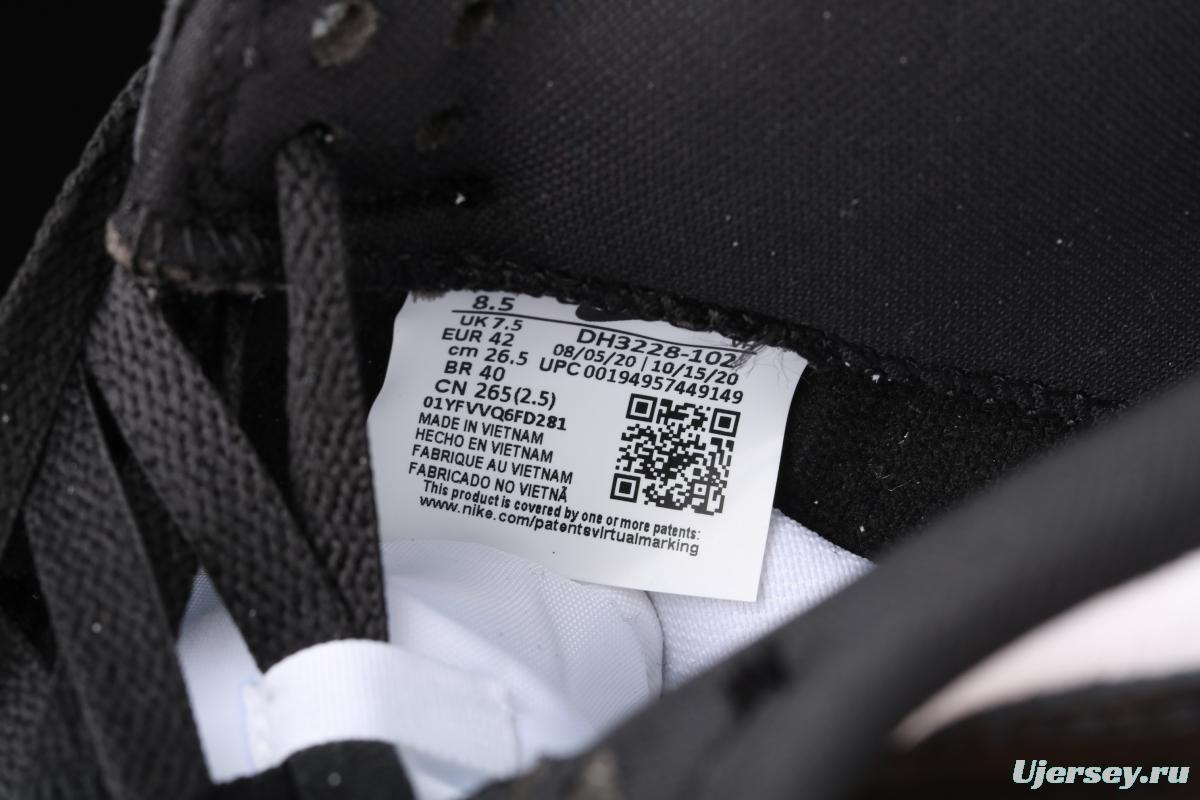 8.5
UK 7.5
EUR 42
cm 26.5
BR 40
CN 265(2.5)
DH3228-102
08/05/20 | 10/15/20
UPC 00194957449149
01YFVVQ6FD281
MADE IN VIETNAM
HECHO EN VIETNAM
FABRIQUE AU VIETNAM
FABRICADO NO VIETNÃ
This product is covered by one or more patents:
www.nike.com/patentsvirtualmarking
Ujersey.ru